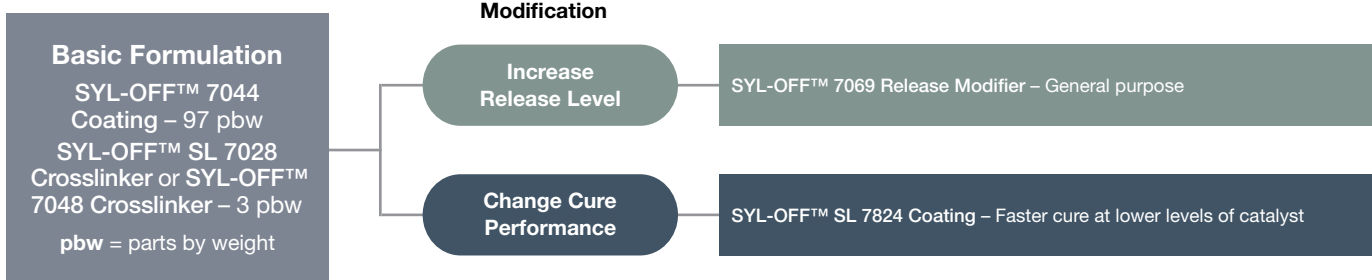 Modification
Basic Formulation
SYL-OFF™ 7044
Coating – 97 pbw
SYL-OFF™ SL 7028
Crosslinker or SYL-OFF™
7048 Crosslinker – 3 pbw
pbw = parts by weight
Increase
Release Level
SYL-OFF™ 7069 Release Modifier – General purpose
Change Cure
Performance
SYL-OFF™ SL 7824 Coating – Faster cure at lower levels of catalyst